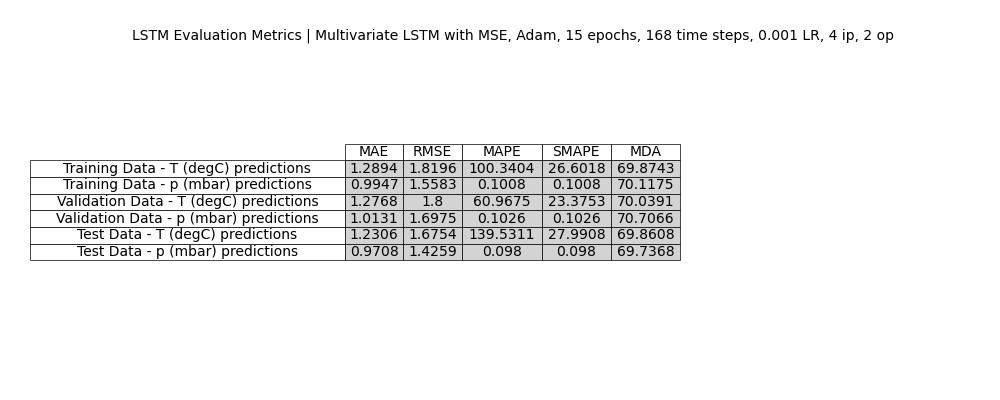 LSTM Evaluation Metrics | Multivariate LSTM with MSE, Adam, 15 epochs, 168 time steps, 0.001 LR, 4 ip, 2 op
MAE RMSE MAPE SMAPE MDA
Training Data - T (degC) predictions 1.2894 1.8196 100.3404 26.6018 69.8743
Training Data - p (mbar) predictions 0.9947 1.5583 0.1008 0.1008 70.1175
Validation Data - T (degC) predictions 1.2768 1.8 60.9675 23.3753 70.0391
Validation Data - p (mbar) predictions 1.0131 1.6975 0.1026 0.1026 70.7066
Test Data - T (degC) predictions 1.2306 1.6754 139.5311 27.9908 69.8608
Test Data - p (mbar) predictions 0.9708 1.4259 0.098 0.098 69.7368